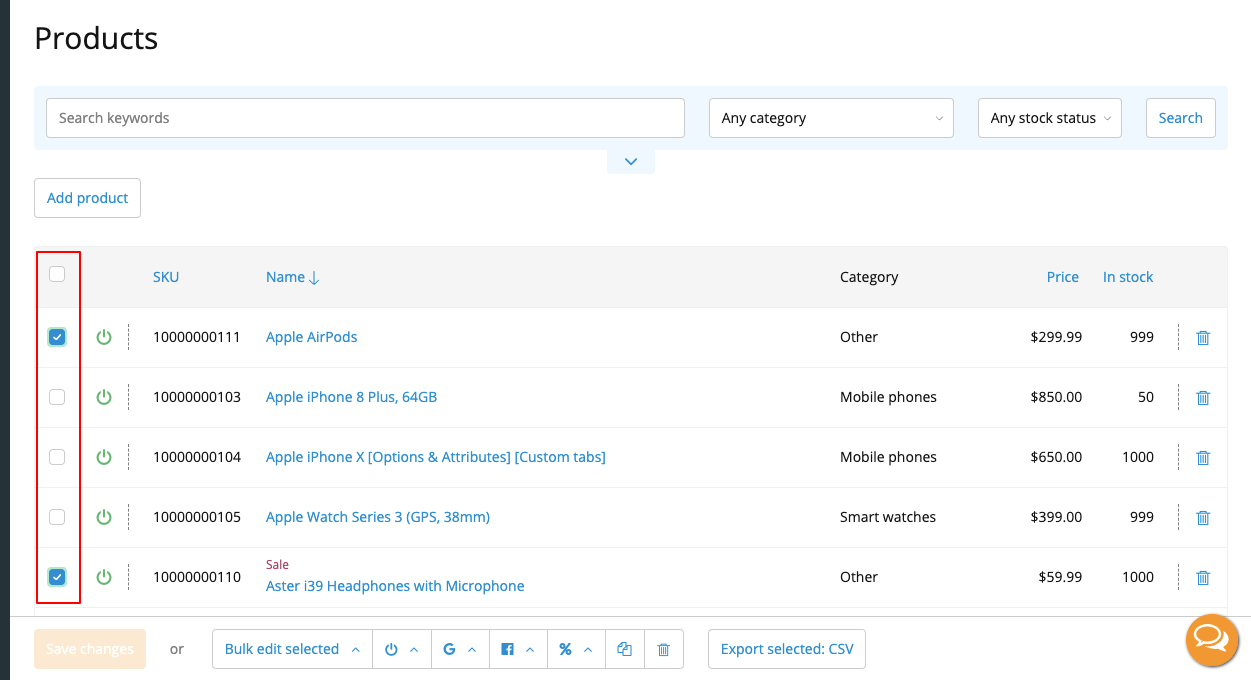 Products
Search keywords
Any category
Any stock status
Search
Add product
SKU Name Category Price In stock
10000000111 Apple AirPods Other $299.99 999
10000000103 Apple iPhone 8 Plus, 64GB Mobile phones $850.00 50
10000000104 Apple iPhone X [Options & Attributes] [Custom tabs] Mobile phones $650.00 1000
10000000105 Apple Watch Series 3 (GPS, 38mm) Smart watches $399.00 999
Sale
10000000110 Aster i39 Headphones with Microphone Other $59.99 1000
Save changes or Bulk edit selected Export selected: CSV